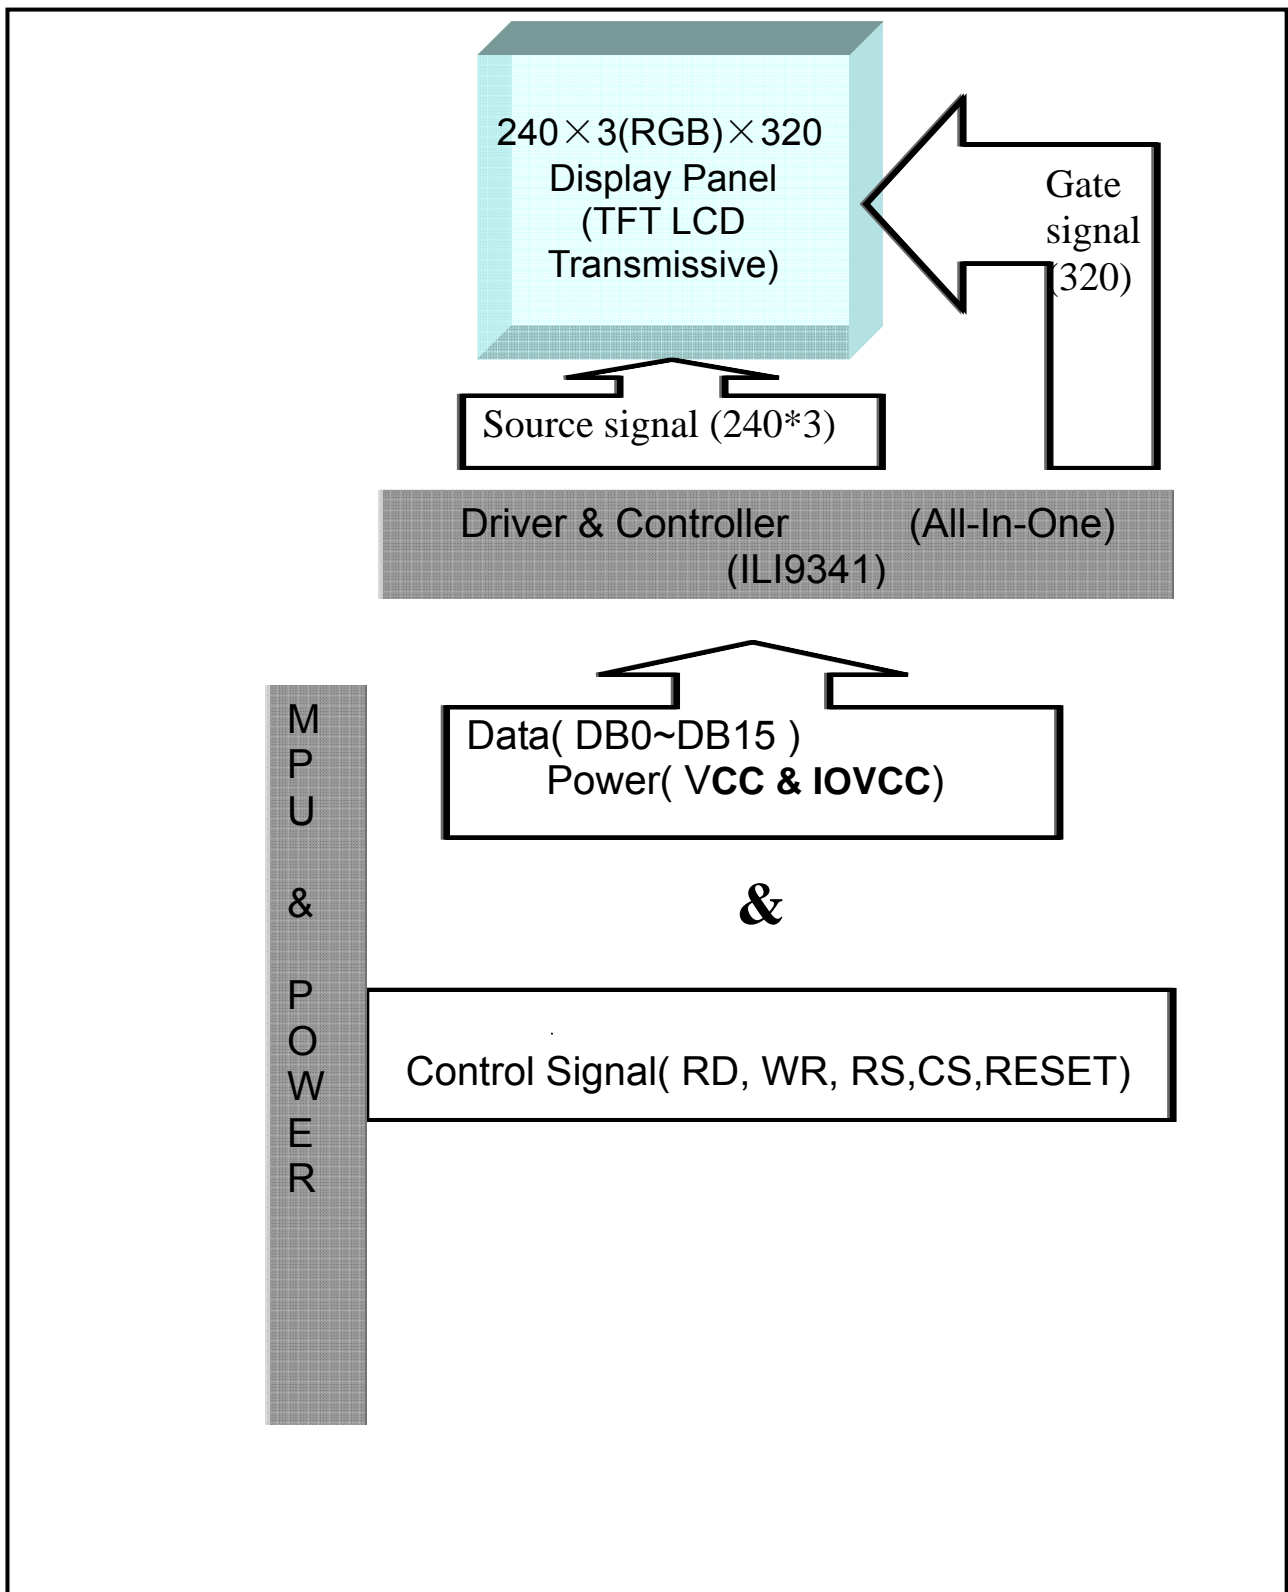 240×3(RGB)×320
Display Panel
(TFT LCD
Transmissive)
Gate
signal
(320)
Source signal (240*3)
Driver & Controller (All-In-One)
(ILI9341)
Data( DB0~DB15 )
Power( VCC & IOVCC)
&
Control Signal( RD, WR, RS,CS,RESET)
M
P
U
&
P
O
W
E
R